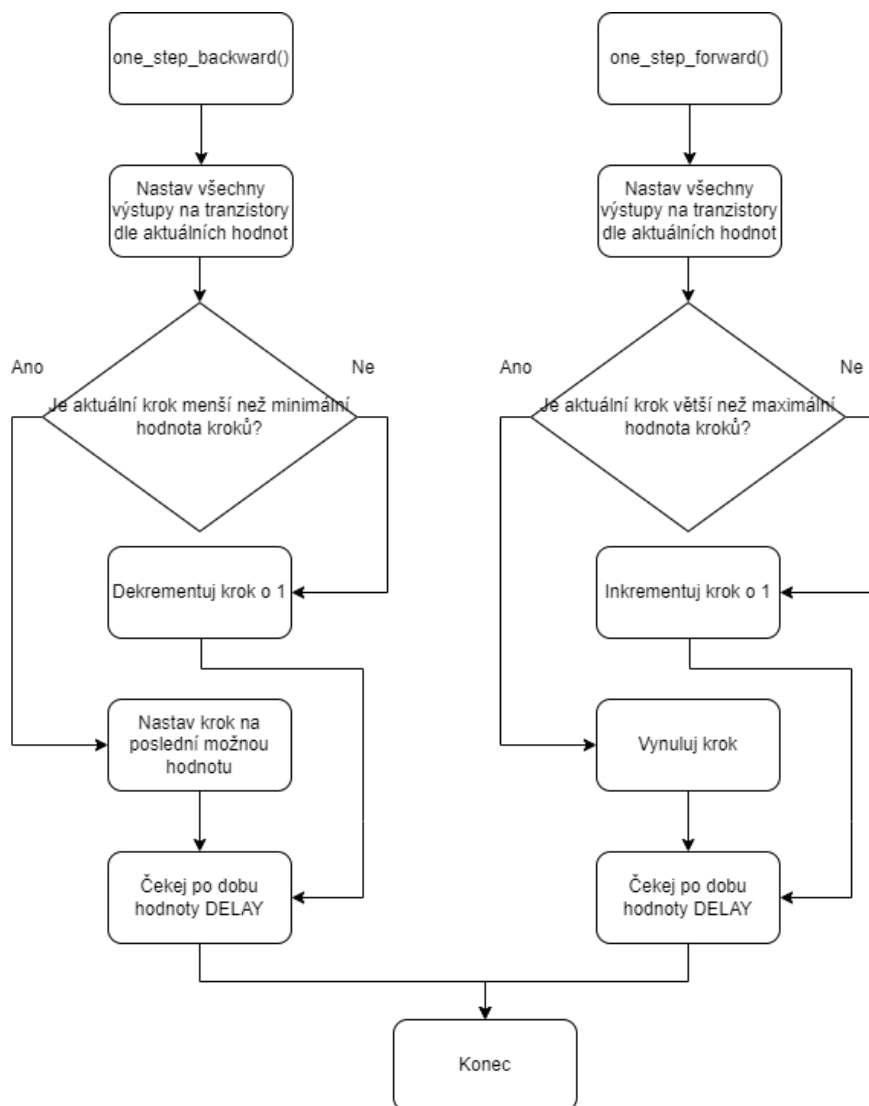 one_step_backward()
Nastav všechny
výstupy na tranzistory
dle aktuálních hodnot
Ano
Ne
Je aktuální krok menší než minimální
hodnota kroků?
Dekrementuj krok o 1
Nastav krok na
poslední možnou
hodnotu
Čekej po dobu
hodnoty DELAY
one_step_forward()
Nastav všechny
výstupy na tranzistory
dle aktuálních hodnot
Ano
Ne
Je aktuální krok větší než maximální
hodnota kroků?
Inkrementuj krok o 1
Vynuluj krok
Čekej po dobu
hodnoty DELAY
Konec